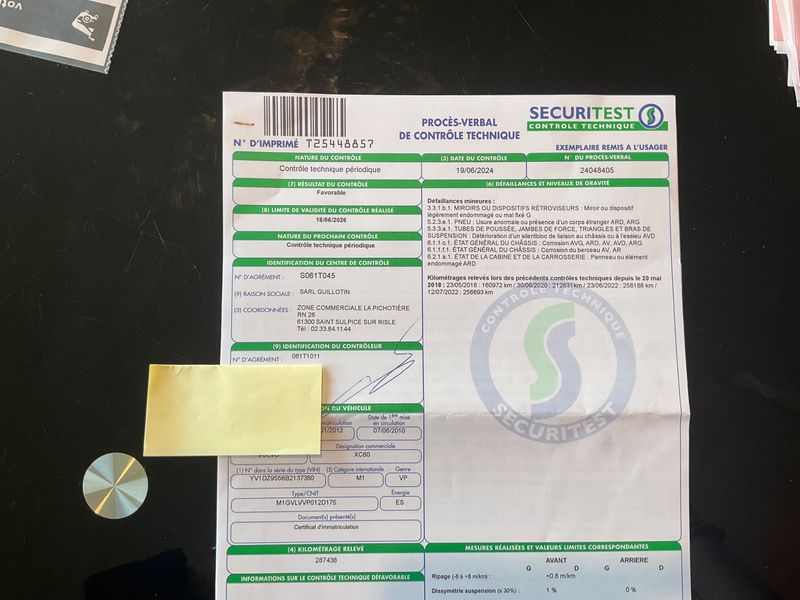 SECURITEST
CONTROLE TECHNIQUE
PROCÈS-VERBAL
DE CONTRÔLE TECHNIQUE
N° D'IMPRIMÉ T25448857
EXEMPLAIRE REMIS A L'USAGER
NATURE DU CONTRÔLE
Contrôle technique périodique
(3) DATE DU CONTRÔLE
19/06/2024
N° DU PROCÈS-VERBAL
24048405
(7) RÉSULTAT DU CONTRÔLE
Favorable
(8) LIMITE DE VALIDITÉ DU CONTRÔLE RÉALISÉ
18/06/2026
NATURE DU PROCHAIN CONTRÔLE
Contrôle technique périodique
IDENTIFICATION DU CENTRE DE CONTRÔLE
N° D'AGRÉMENT : S061T045
(9) RAISON SOCIALE : SARL GUILLOTIN
(3) COORDONNÉES : ZONE COMMERCIALE LA PICHOTIÈRE
RN 26
61300 SAINT SULPICE SUR RISLE
Tél : 02.33.84.11.44
(9) IDENTIFICATION DU CONTRÔLEUR
N° D'AGRÉMENT : 061T1011
(6) DÉFAILLANCES ET NIVEAUX DE GRAVITÉ
Défaillances mineures :
3.3.1.b.1. MIROIRS OU DISPOSITIFS RÉTROVISEURS : Miroir ou dispositif
légèrement endommagé ou mal fixé G
5.2.3.e.1. PNEU : Usure anormale ou présence d'un corps étranger ARD, ARG
5.3.3.a.1. TUBES DE POUSSÉE, JAMBES DE FORCE, TRIANGLES ET BRAS DE
SUSPENSION : Détérioration d'un silentbloc de liaison au châssis ou à l'essieu AVD
6.1.1.c.1. ÉTAT GÉNÉRAL DU CHÂSSIS : Corrosion AVG, ARD, AV, AVD, ARG
6.1.1.f.1. ÉTAT GÉNÉRAL DU CHÂSSIS : Corrosion du berceau AV, AR
6.2.1.a.1. ÉTAT DE LA CABINE ET DE LA CARROSSERIE : Panneau ou élément
endommagé ARD
Kilométrages relevés lors des précédents contrôles techniques depuis le 20 mai
2018 : 23/05/2018 : 160972 km / 30/06/2020 : 212631 km / 23/06/2022 : 256188 km /
12/07/2022 : 256693 km
CONTRÔLE TECHNIQUE
SECURITEST
ON DU VÉHICULE
matriculation
01/2012
Date de 1ère mise
en circulation
07/06/2010
Désignation commerciale
XC60
(1) N° dans la série du type (VIN)
YV1DZ9556B2137360
(5) Catégorie internationale
M1
Genre
VP
Type/CNIT
M1GVLVVP012D175
Énergie
ES
Document(s) présenté(s)
Certificat d'immatriculation
(4) KILOMÉTRAGE RELEVÉ
287438
INFORMATIONS SUR LE CONTRÔLE TECHNIQUE DÉFAVORABLE
MESURES RÉALISÉES ET VALEURS LIMITES CORRESPONDANTES
AVANT ARRIERE
G D G D
Ripage (-8 à +8 m/km) : +0.8 m/km
Dissymétrie suspension (≤ 30%) : 1 % 0 %